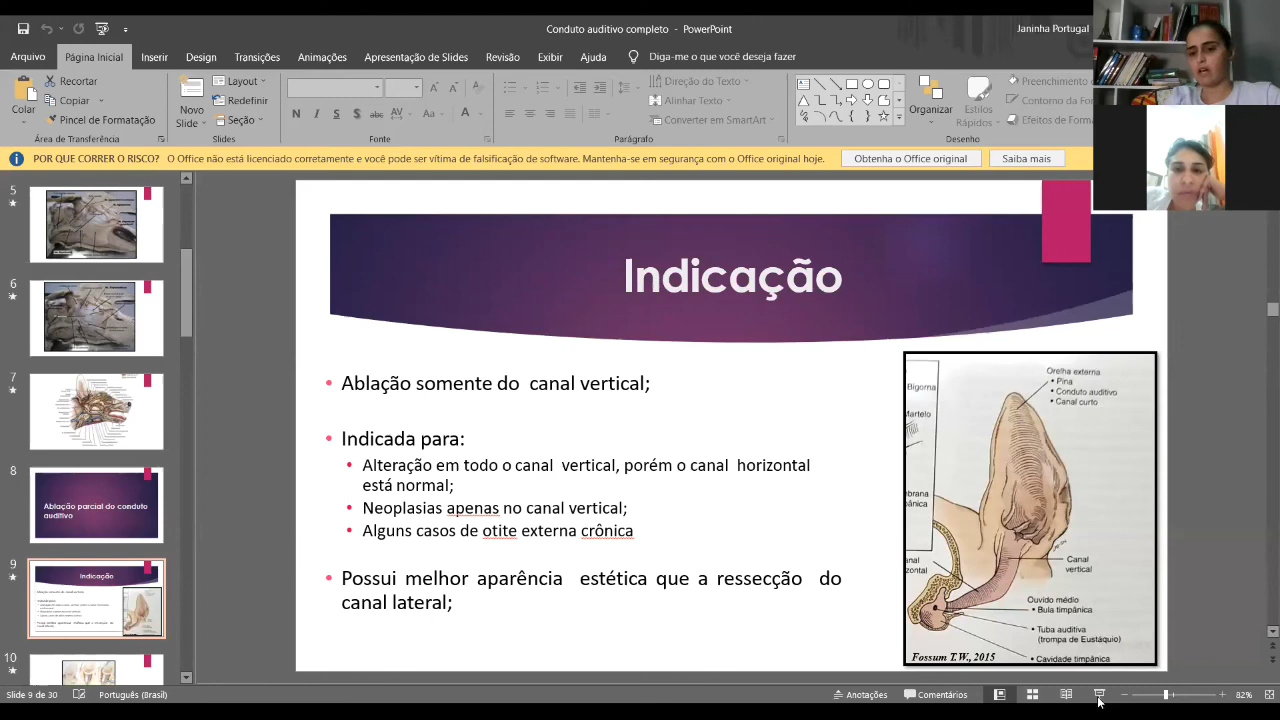 Conduto auditivo completo - PowerPoint
Janinha Portugal
Arquivo
Página Inicial
Inserir
Design
Transições
Animações
Apresentação de Slides
Revisão
Exibir
Ajuda
Diga-me o que você deseja fazer
Colar
Recortar
Copiar
Pincel de Formatação
Área de Transferência
Novo Slide
Layout
Redefinir
Seção
Slides
N I S
Fonte
Direção do Texto
Alinhar Texto
Converter em SmartArt
Parágrafo
Organizar
Estilos Rápidos
Preenchimento
Contorno da Forma
Efeitos de Forma
Desenho
POR QUE CORRER O RISCO? O Office não está licenciado corretamente e você pode ser vítima de falsificação de software. Mantenha-se em segurança com o Office original hoje.
Obtenha o Office original
Saiba mais
5
6
7
8
Ablação parcial do conduto
auditivo
9
Indicação
10
Indicação
Ablação somente do canal vertical;
Indicada para:
Alteração em todo o canal vertical, porém o canal horizontal
está normal;
Neoplasias apenas no canal vertical;
Alguns casos de otite externa crônica
Possui melhor aparência estética que a ressecção do
canal lateral;
Bigorna
Martelo
Orelha externa
• Pina
• Conduto auditivo
• Canal curto
Canal
vertical
Ouvido médio
• Bula timpânica
• Tuba auditiva
(trompa de Eustáquio)
• Cavidade timpânica
Fossum T.W., 2015
Slide 9 de 30
Português (Brasil)
Anotações
Comentários
82%